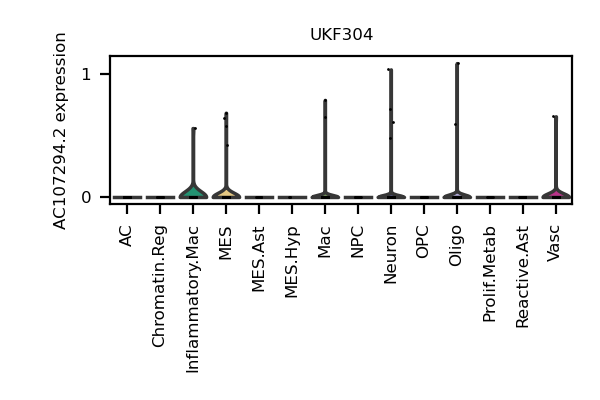 UKF304
AC107294.2 expression
1
0
AC
Chromatin.Reg
Inflammatory.Mac
MES
MES.Ast
MES.Hyp
Mac
NPC
Neuron
OPC
Oligo
Prolif.Metab
Reactive.Ast
Vasc